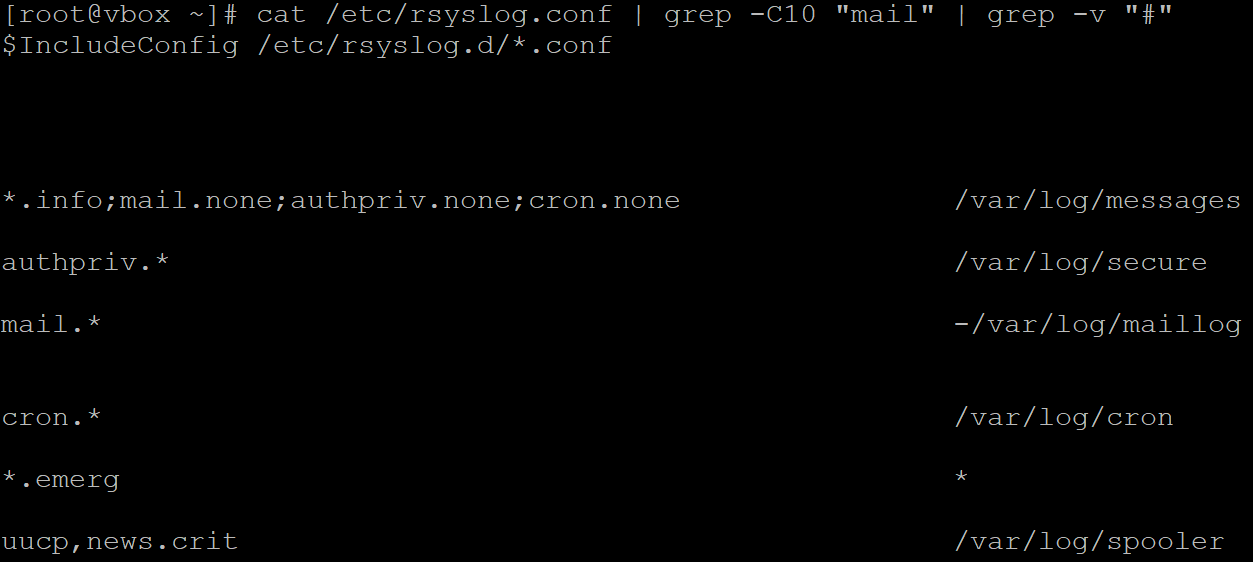 [root@vbox ~]# cat /etc/rsyslog.conf | grep -C10 "mail" | grep -v "#"
$IncludeConfig /etc/rsyslog.d/*.conf
*.info;mail.none;authpriv.none;cron.none /var/log/messages
authpriv.* /var/log/secure
mail.* -/var/log/maillog
cron.* /var/log/cron
*.emerg *
uucp,news.crit /var/log/spooler